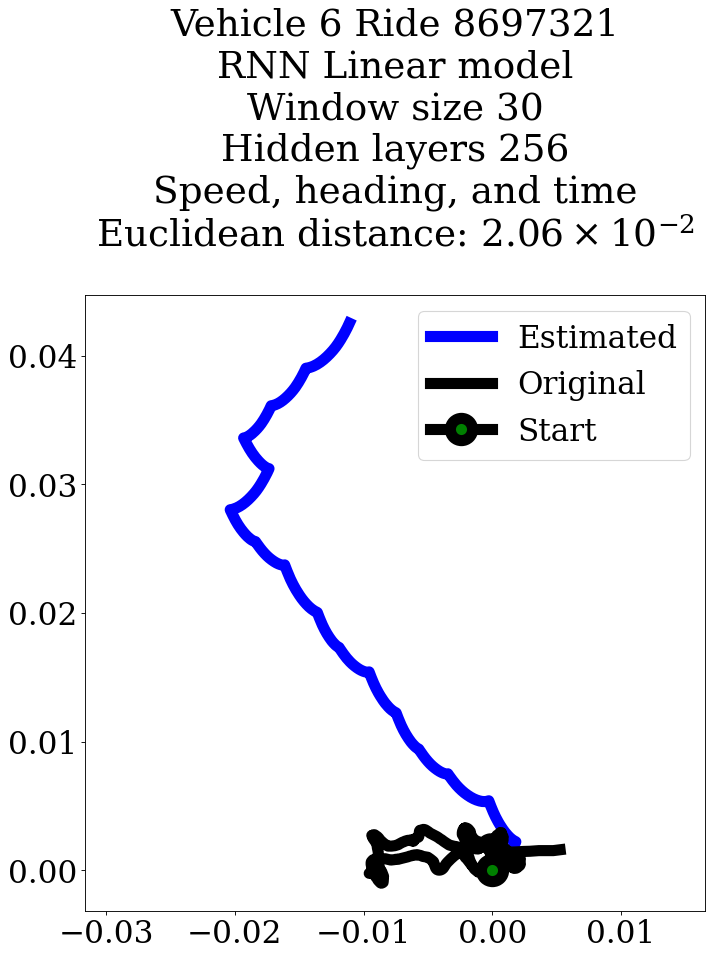 Vehicle 6 Ride 8697321
RNN Linear model
Window size 30
Hidden layers 256
Speed, heading, and time
Euclidean distance: 2.06 × 10⁻²
Estimated
Original
Start
0.04
0.03
0.02
0.01
0.00
−0.03 −0.02 −0.01 0.00 0.01